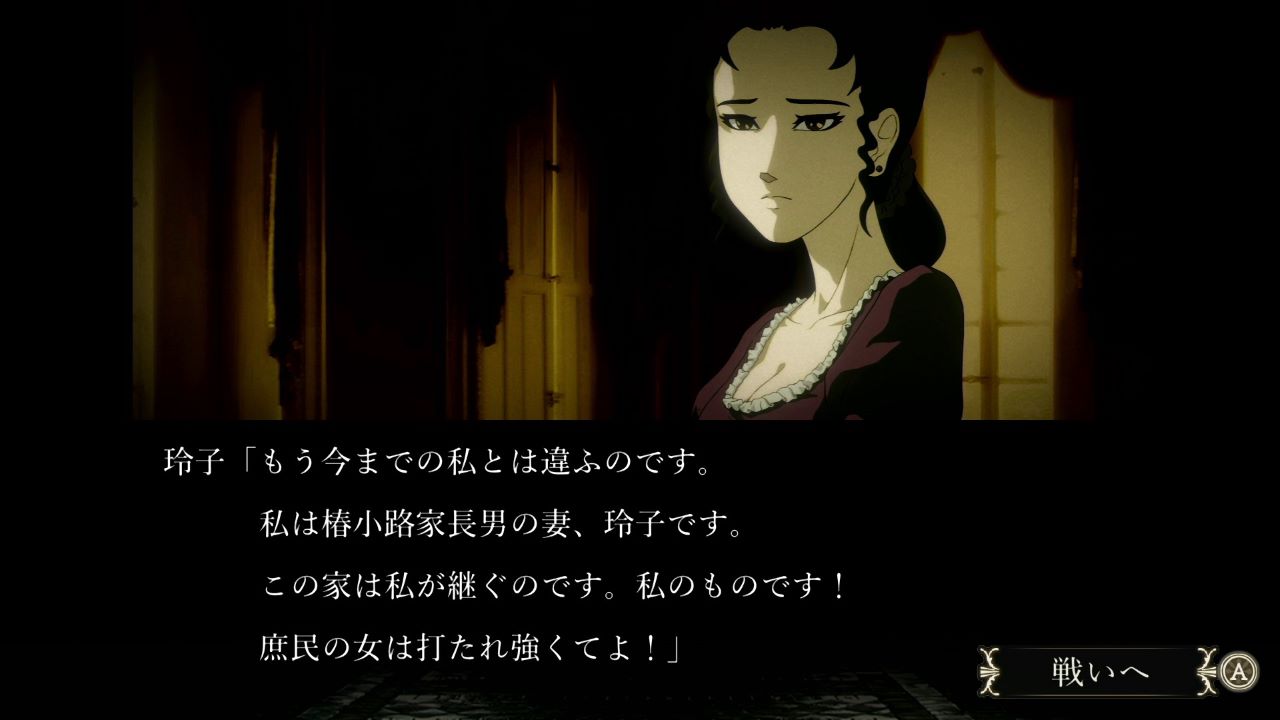 玲子「もう今までの私とは違ふのです。
私は椿小路家長男の妻、玲子です。
この家は私が継ぐのです。私のものです！
庶民の女は打たれ強くてよ！」
戦いへ A